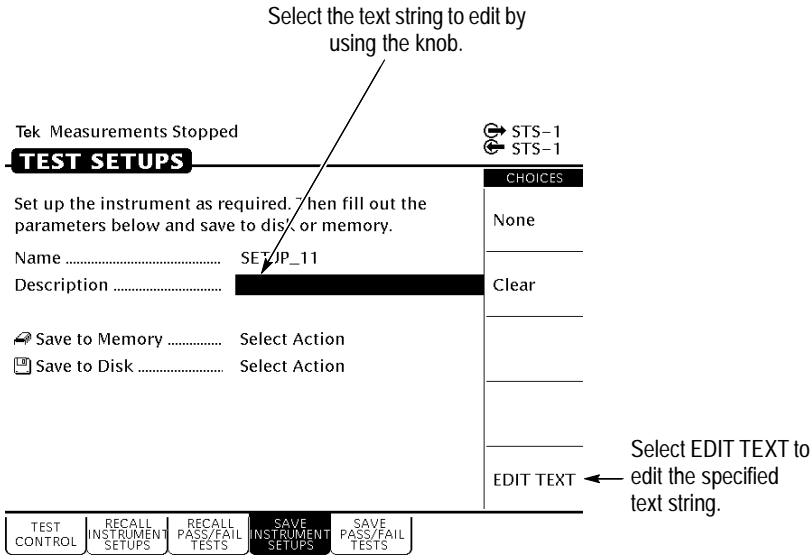 Select the text string to edit by
using the knob.
Tek Measurements Stopped
STS–1
STS–1
TEST SETUPS
CHOICES
Set up the instrument as required. Then fill out the
parameters below and save to disk or memory.
None
Name ........................................ SETUP_11
Description ............................ 
Clear
Save to Memory .............. Select Action
Save to Disk ...................... Select Action
EDIT TEXT
Select EDIT TEXT to
edit the specified
text string.
TEST
CONTROL
RECALL
INSTRUMENT
SETUPS
RECALL
PASS/FAIL
TESTS
SAVE
INSTRUMENT
SETUPS
SAVE
PASS/FAIL
TESTS